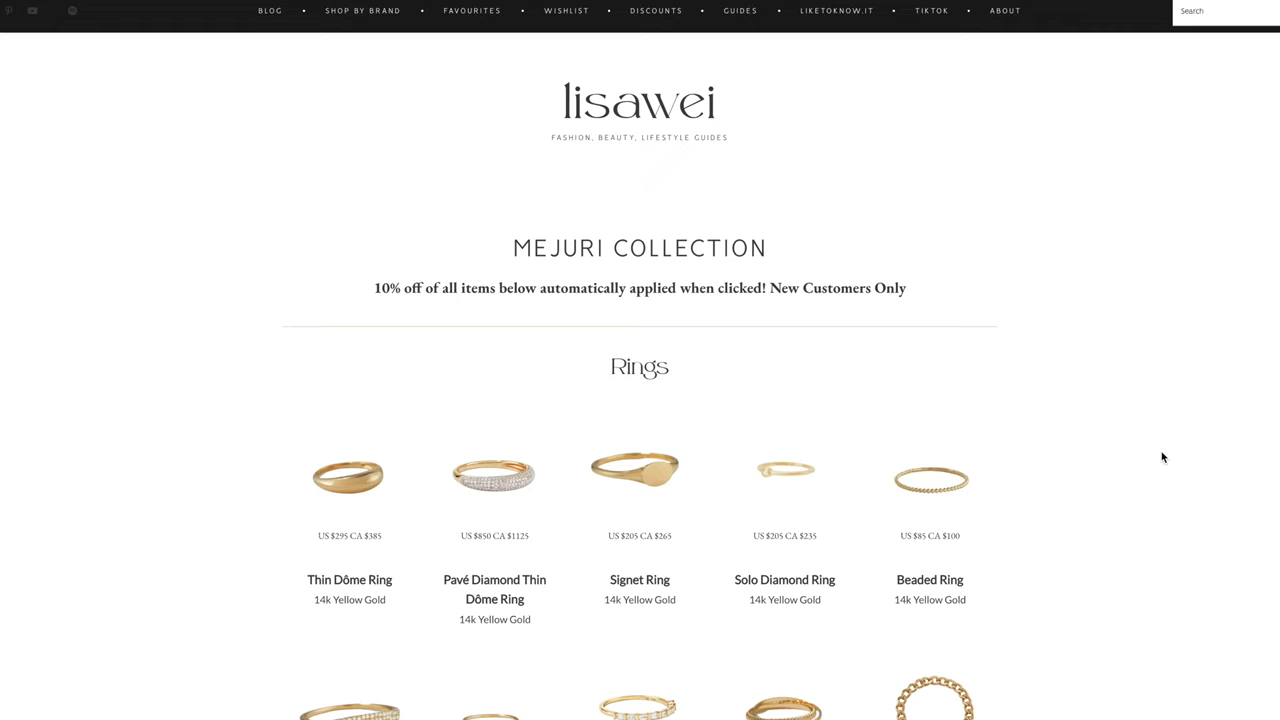 BLOG • SHOP BY BRAND • FAVOURITES • WISHLIST • DISCOUNTS • GUIDES • LIKETOKNOW.IT • TIKTOK • ABOUT
Search
lisawei
FASHION, BEAUTY, LIFESTYLE GUIDES
MEJURI COLLECTION
10% off of all items below automatically applied when clicked! New Customers Only
Rings
US $295 CA $385
US $850 CA $1125
US $205 CA $265
US $205 CA $235
US $85 CA $100
Thin Dôme Ring
14k Yellow Gold
Pavé Diamond Thin
Dôme Ring
14k Yellow Gold
Signet Ring
14k Yellow Gold
Solo Diamond Ring
14k Yellow Gold
Beaded Ring
14k Yellow Gold